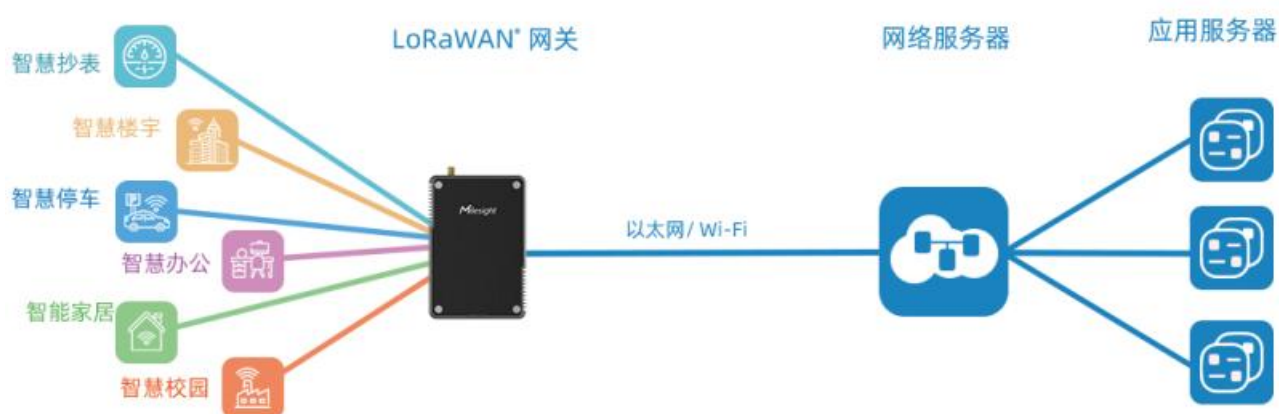 LoRaWAN® 网关
网络服务器
应用服务器
智慧抄表
智慧楼宇
智慧停车
P
智慧办公
智能家居
智慧校园
Milesight
以太网/ Wi-Fi